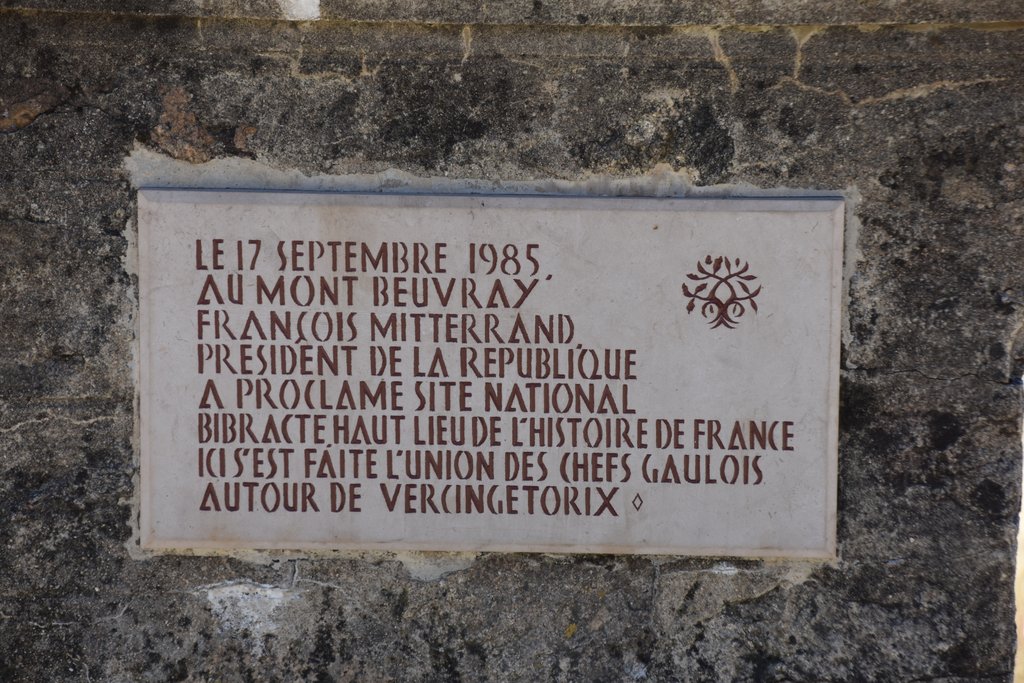 LE 17 SEPTEMBRE 1985,
AU MONT BEUVRAY,
FRANÇOIS MITTERRAND,
PRESIDENT DE LA REPUBLIQUE
A PROCLAME SITE NATIONAL
BIBRACTE, HAUT LIEU DE L'HISTOIRE DE FRANCE
ICI S'EST FAITE L'UNION DES CHEFS GAULOIS
AUTOUR DE VERCINGETORIX ◊